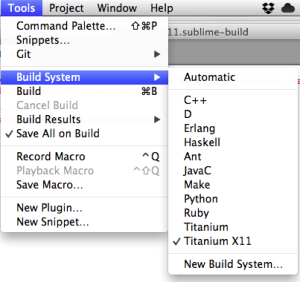 Tools Project Window Help
11.sublime-build
Command Palette... ⇧⌘P
Snippets...
Git
Build System
Build ⌘B
Cancel Build
Build Results
✓ Save All on Build
Record Macro ^Q
Playback Macro ^⇧Q
Save Macro...
New Plugin...
New Snippet...
Automatic
C++
D
Erlang
Haskell
Ant
JavaC
Make
Python
Ruby
Titanium
✓ Titanium X11
New Build System...